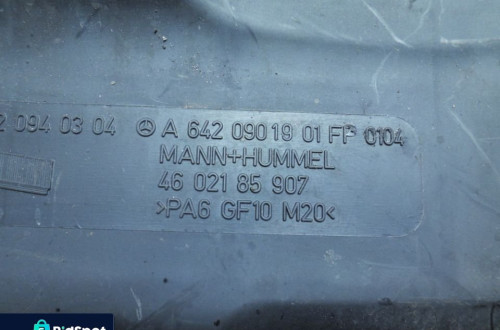 2 094 03 04 A 642 090 19 01 FP 0104
MANN+HUMMEL
46 021 85 907
>PA6 GF10 M20<
BigSpot